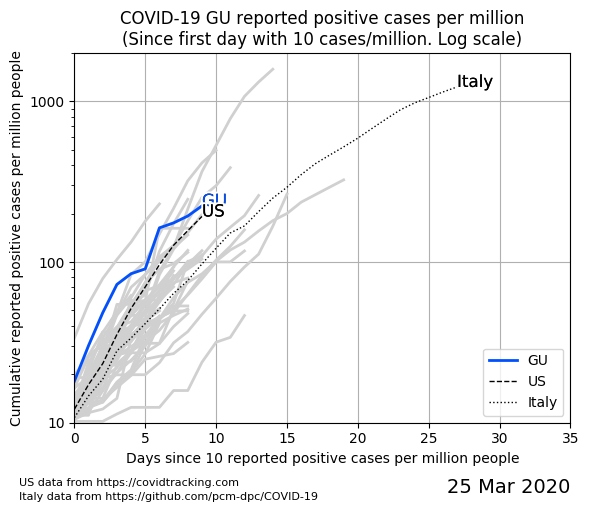 COVID-19 GU reported positive cases per million
(Since first day with 10 cases/million. Log scale)
Cumulative reported positive cases per million people
1000
100
10
Italy
GU
US
GU
US
Italy
0 5 10 15 20 25 30 35
Days since 10 reported positive cases per million people
US data from https://covidtracking.com
Italy data from https://github.com/pcm-dpc/COVID-19
25 Mar 2020